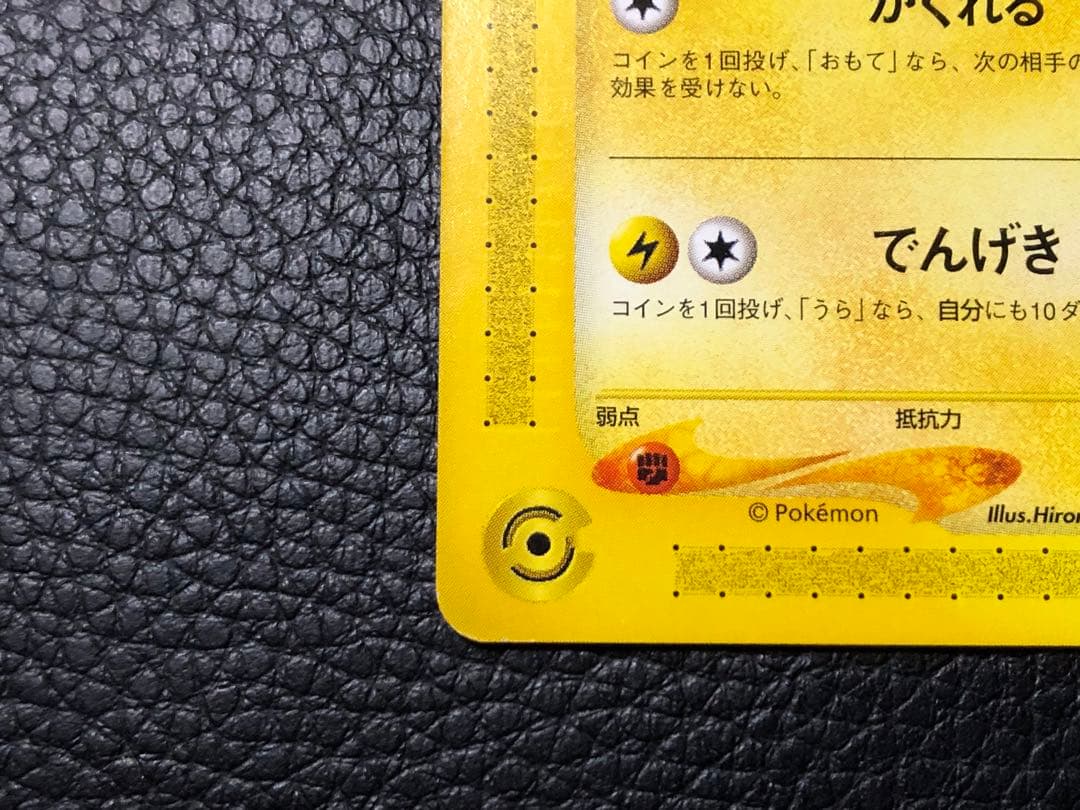 かくれる
コインを1回投げ、「おもて」なら、次の相手の
効果を受けない。
でんげき
コインを1回投げ、「うら」なら、自分にも10ダ
弱点
抵抗力
© Pokémon
Illus.Hiro